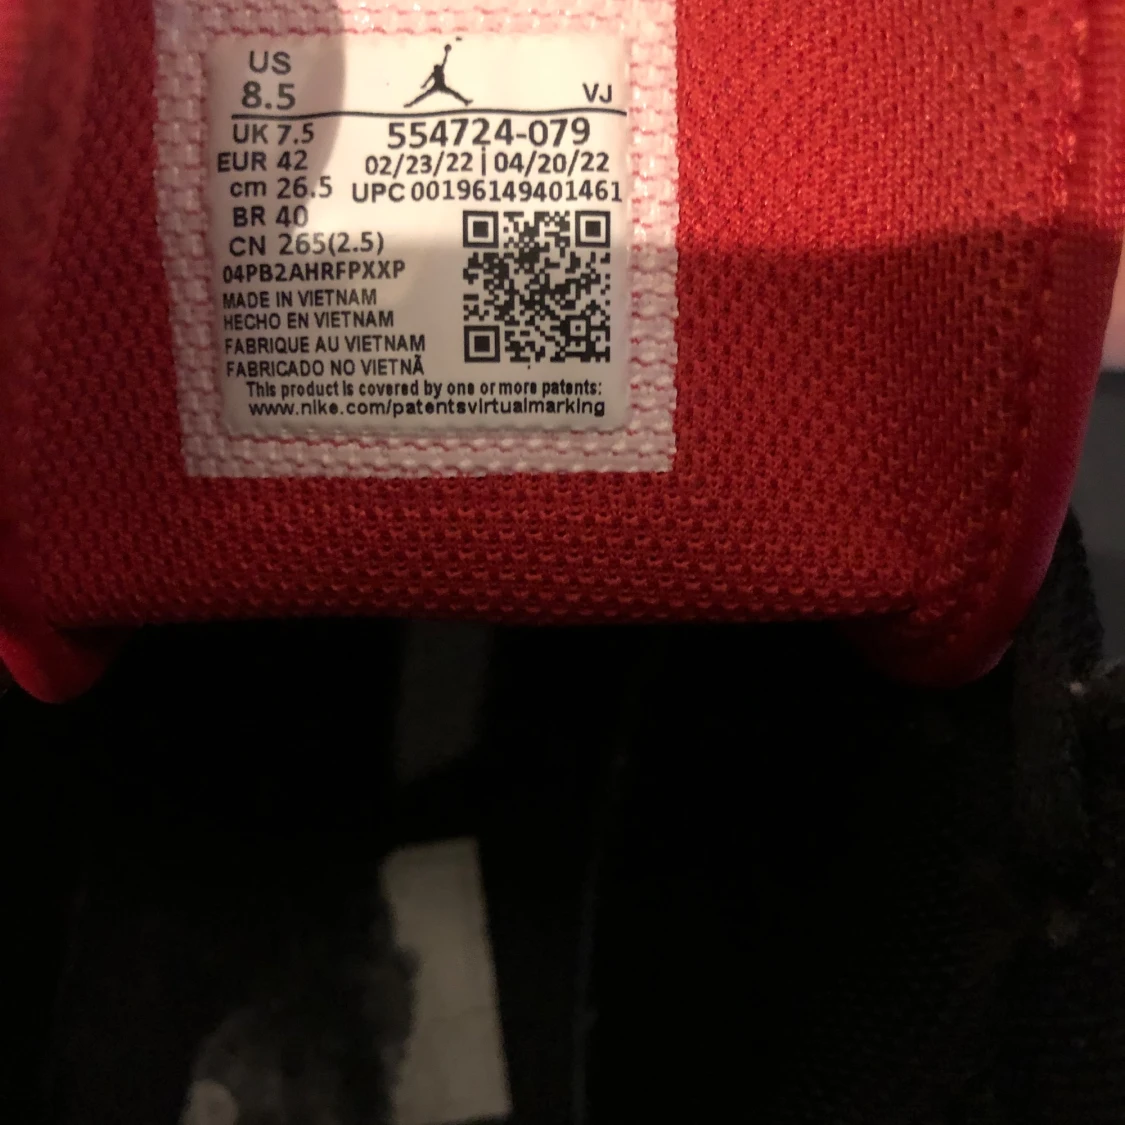 US
8.5
VJ
UK 7.5
554724-079
EUR 42
02/23/22 | 04/20/22
cm 26.5
UPC 00196149401461
BR 40
CN 265(2.5)
04PB2AHRFPXXP
MADE IN VIETNAM
HECHO EN VIETNAM
FABRIQUE AU VIETNAM
FABRICADO NO VIETNÃ
This product is covered by one or more patents:
www.nike.com/patentsvirtualmarking